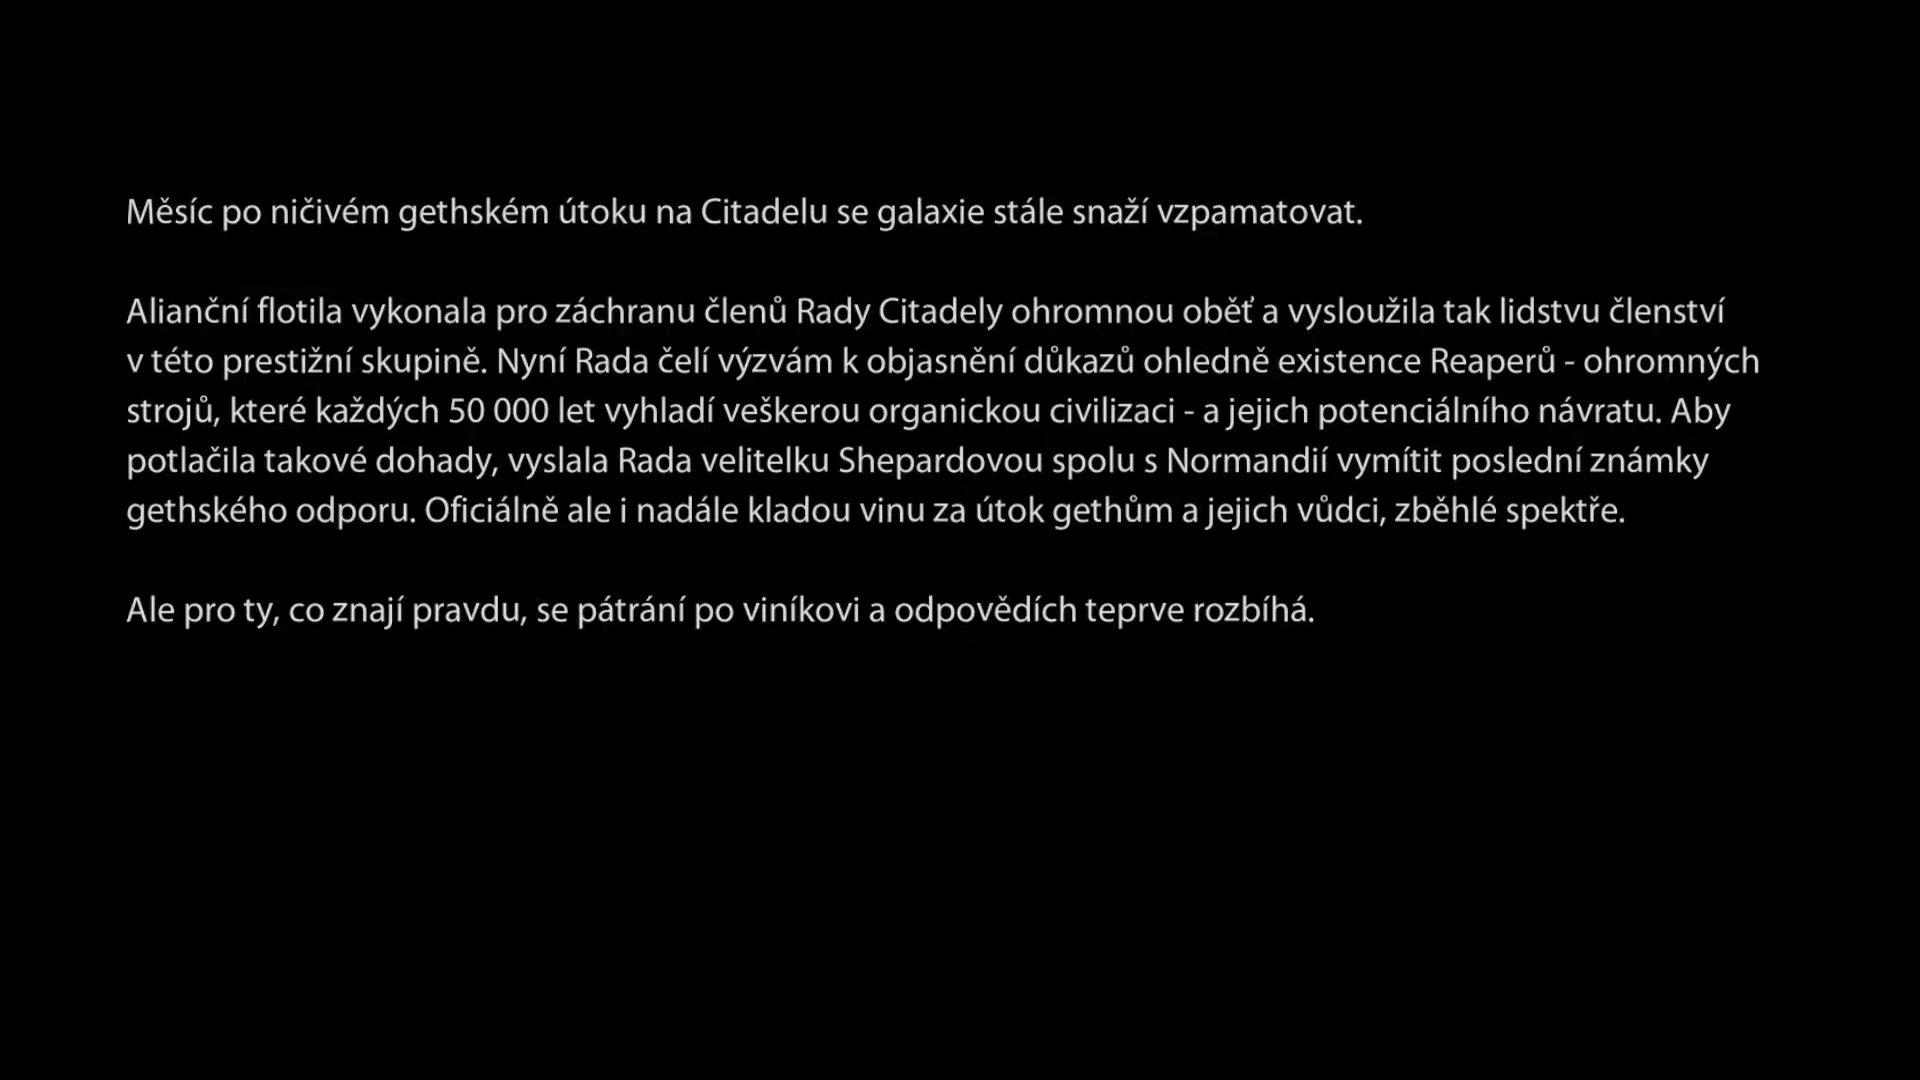 Měsíc po ničivém gethském útoku na Citadelu se galaxie stále snaží vzpamatovat.
Alianční flotila vykonala pro záchranu členů Rady Citadely ohromnou oběť a vysloužila tak lidstvu členství
v této prestižní skupině. Nyní Rada čelí výzvám k objasnění důkazů ohledně existence Reaperů - ohromných
strojů, které každých 50 000 let vyhladí veškerou organickou civilizaci - a jejich potenciálního návratu. Aby
potlačila takové dohady, vyslala Rada velitelku Shepardovou spolu s Normandií vymítit poslední známky
gethského odporu. Oficiálně ale i nadále kladou vinu za útok gethům a jejich vůdci, zběhlé spektře.
Ale pro ty, co znají pravdu, se pátrání po viníkovi a odpovědích teprve rozbíhá.